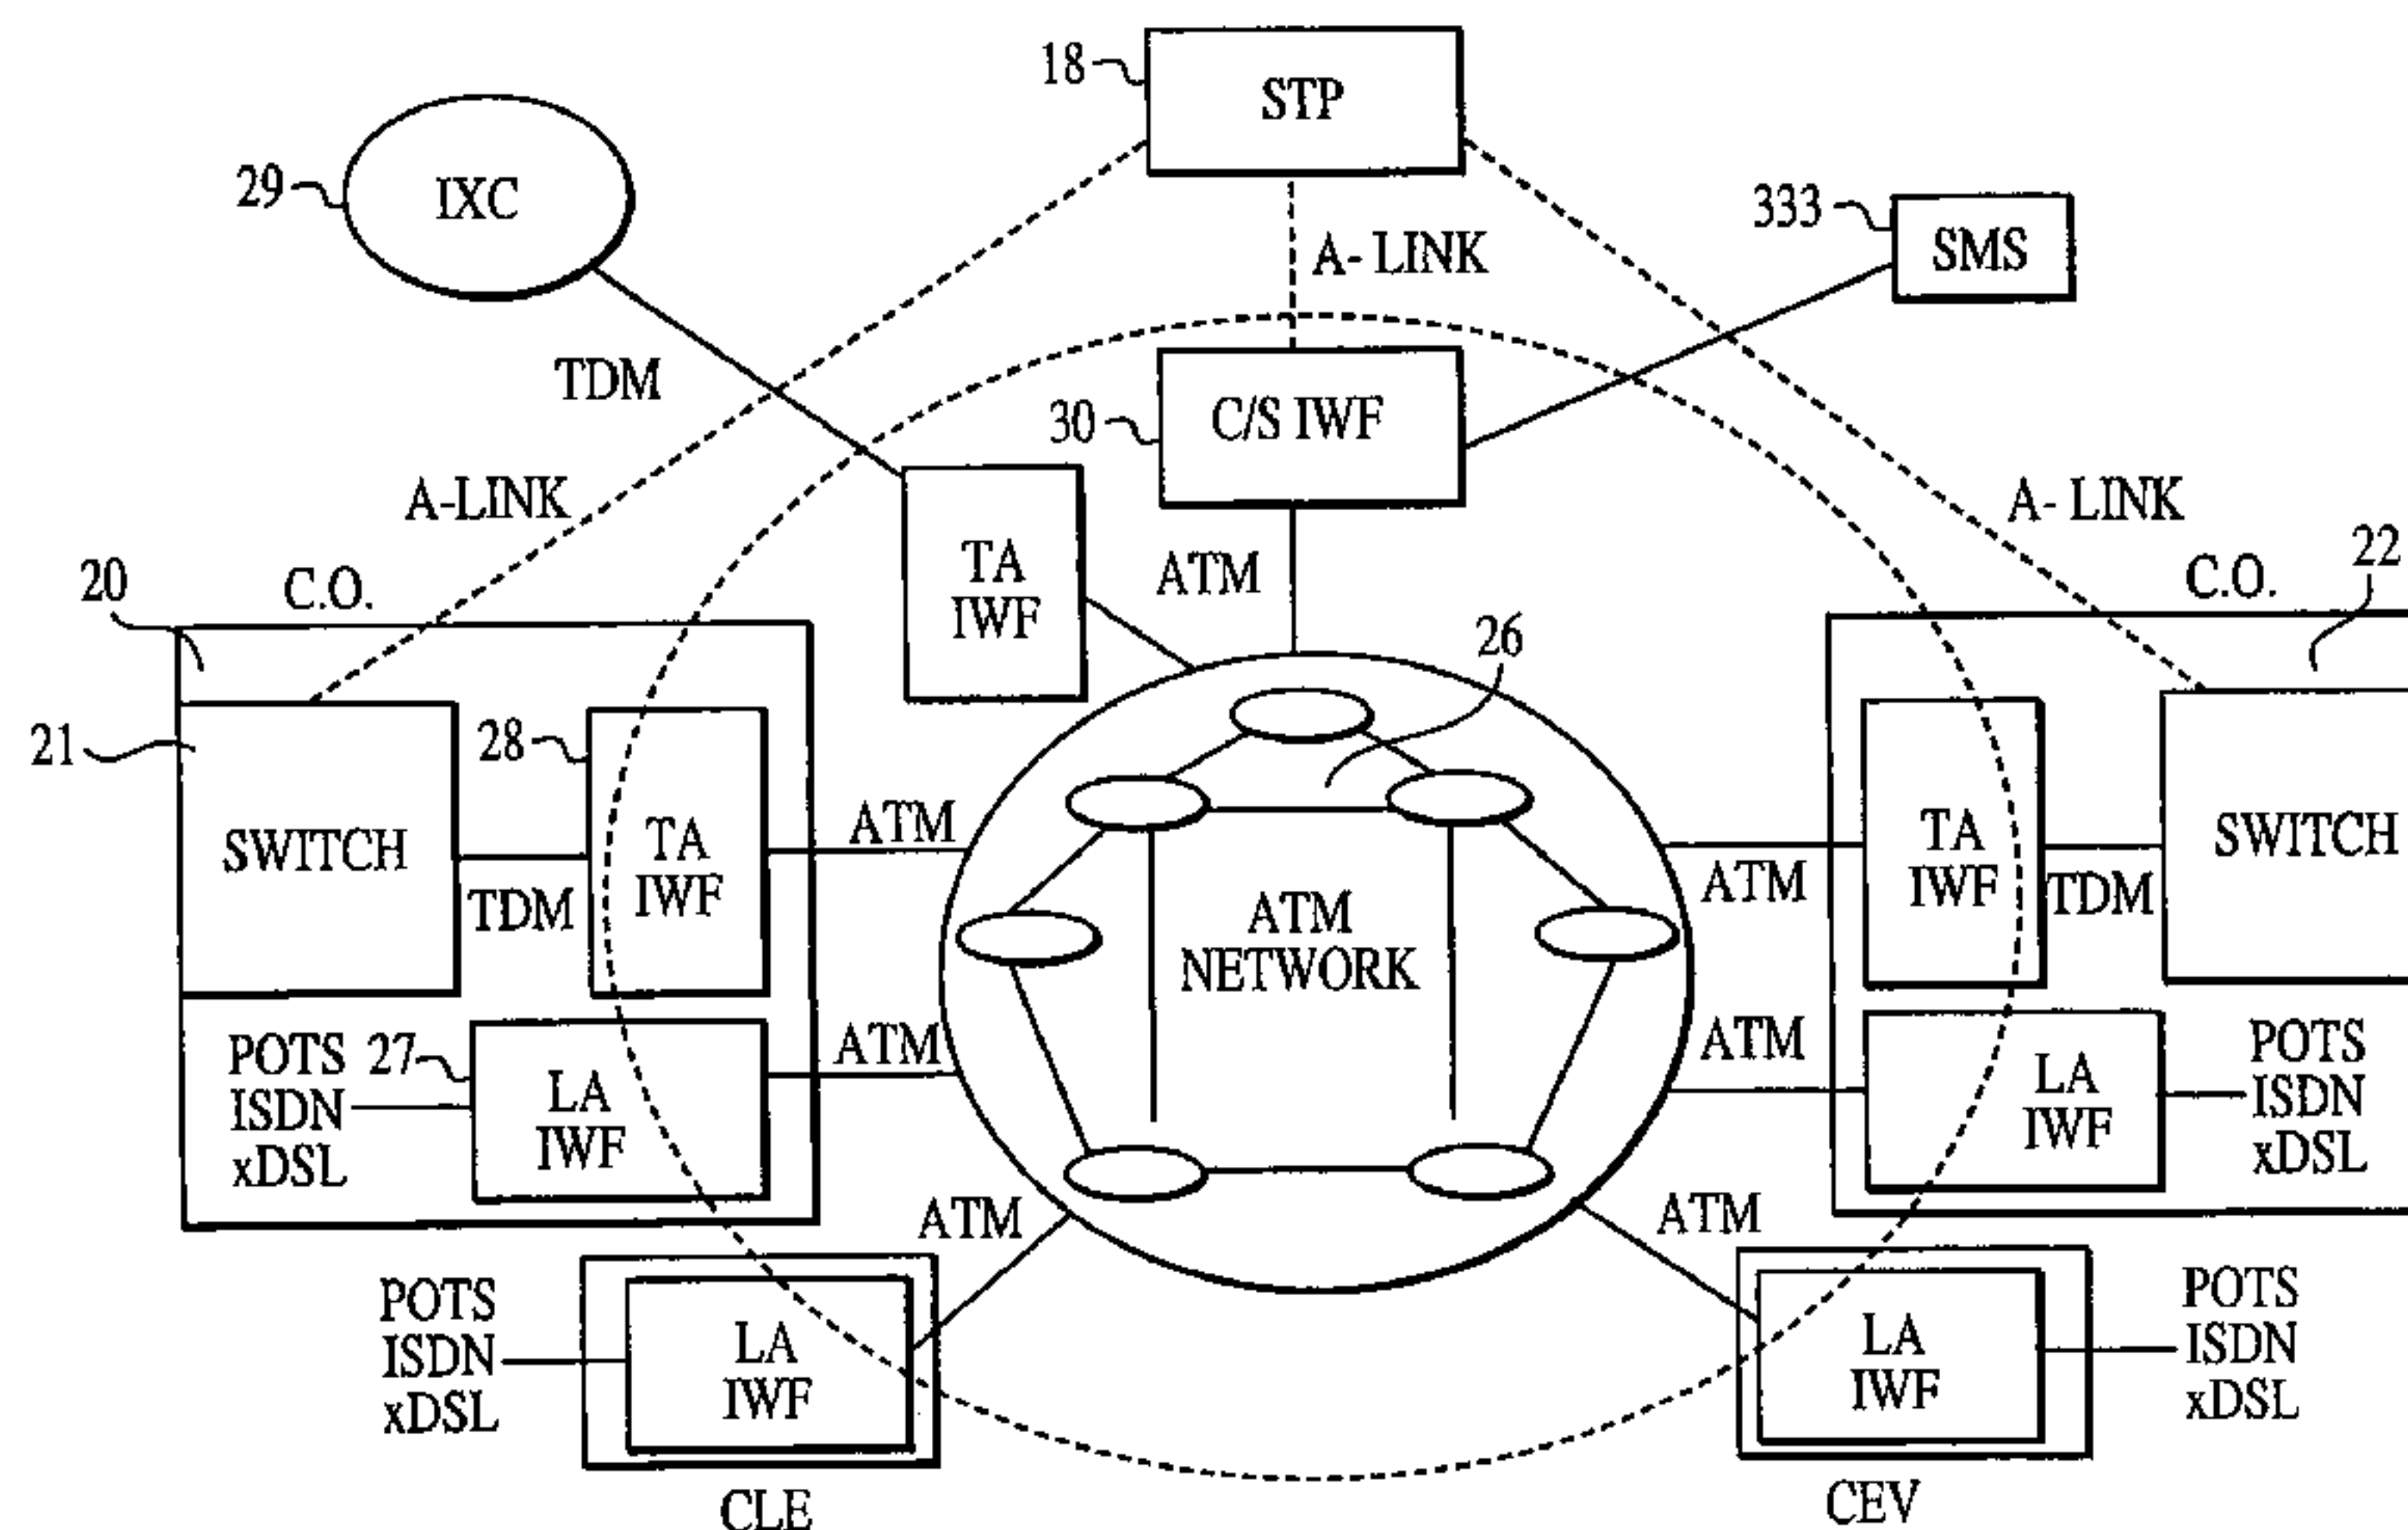 18
STP
29
IXC
333
SMS
A- LINK
TDM
30
C/S IWF
A-LINK
A- LINK
20
C.O.
TA
IWF
ATM
26
C.O.
22
21
SWITCH
28
TA
IWF
TDM
ATM
ATM
NETWORK
ATM
TA
IWF
TDM
SWITCH
POTS
ISDN
xDSL
27
LA
IWF
ATM
ATM
LA
IWF
POTS
ISDN
xDSL
ATM
ATM
POTS
ISDN
xDSL
LA
IWF
CLE
LA
IWF
POTS
ISDN
xDSL
CEV